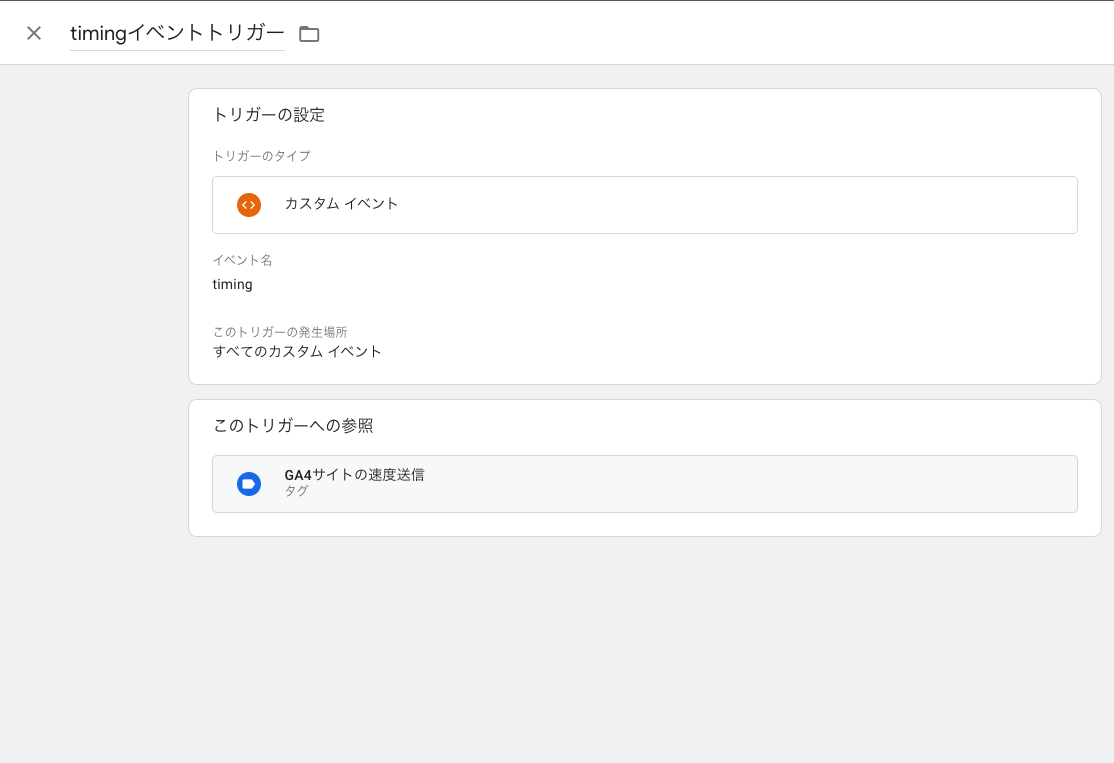 timingイベントトリガー
トリガーの設定
トリガーのタイプ
カスタム イベント
イベント名
timing
このトリガーの発生場所
すべてのカスタム イベント
このトリガーへの参照
GA4サイトの速度送信
タグ